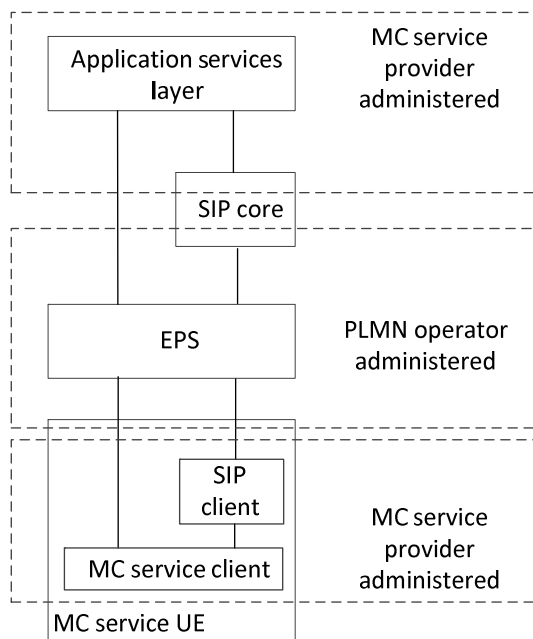 Application services
layer
MC service
provider
administered
SIP core
EPS
PLMN operator
administered
SIP
client
MC service client
MC service
provider
administered
MC service UE